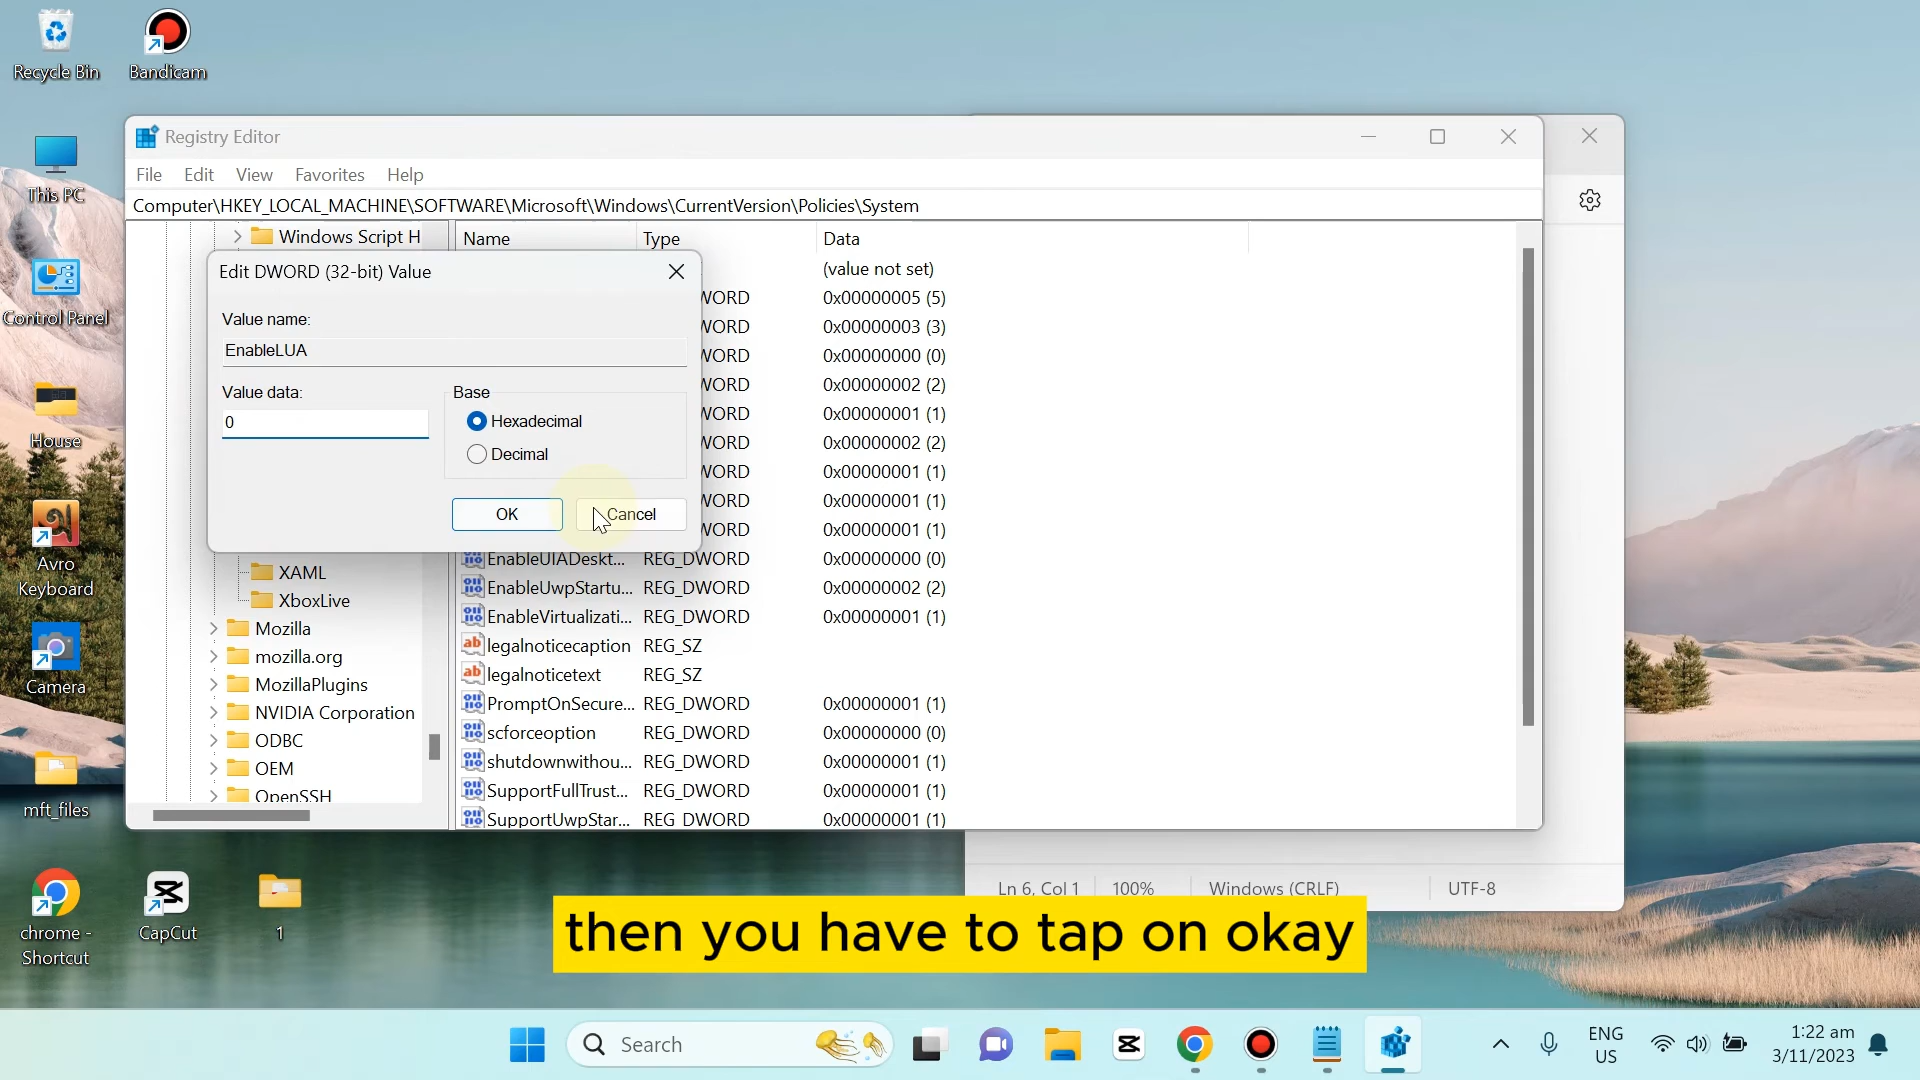 Recycle Bin
Bandicam
This PC
Control Panel
House
Avro
Keyboard
Camera
mft_files
chrome -
Shortcut
CapCut
1
Registry Editor
File Edit View Favorites Help
Computer\HKEY_LOCAL_MACHINE\SOFTWARE\Microsoft\Windows\CurrentVersion\Policies\System
Windows Script H
Name Type Data
Edit DWORD (32-bit) Value
Value name:
EnableLUA
Value data:
0
Base
Hexadecimal
Decimal
OK
Cancel
(value not set)
WORD 0x00000005 (5)
WORD 0x00000003 (3)
WORD 0x00000000 (0)
WORD 0x00000002 (2)
WORD 0x00000001 (1)
WORD 0x00000002 (2)
WORD 0x00000001 (1)
WORD 0x00000001 (1)
WORD 0x00000001 (1)
EnableUIADeskt... REG_DWORD 0x00000000 (0)
EnableUwpStartu... REG_DWORD 0x00000002 (2)
EnableVirtualizati... REG_DWORD 0x00000001 (1)
legalnoticecaption REG_SZ
legalnoticetext REG_SZ
PromptOnSecure... REG_DWORD 0x00000001 (1)
scforceoption REG_DWORD 0x00000000 (0)
shutdownwithou... REG_DWORD 0x00000001 (1)
SupportFullTrust... REG_DWORD 0x00000001 (1)
SupportUwpStar... REG_DWORD 0x00000001 (1)
XAML
XboxLive
Mozilla
mozilla.org
MozillaPlugins
NVIDIA Corporation
ODBC
OEM
OpenSSH
Ln 6, Col 1 100% Windows (CRLF) UTF-8
then you have to tap on okay
Search
ENG
US
1:22 am
3/11/2023